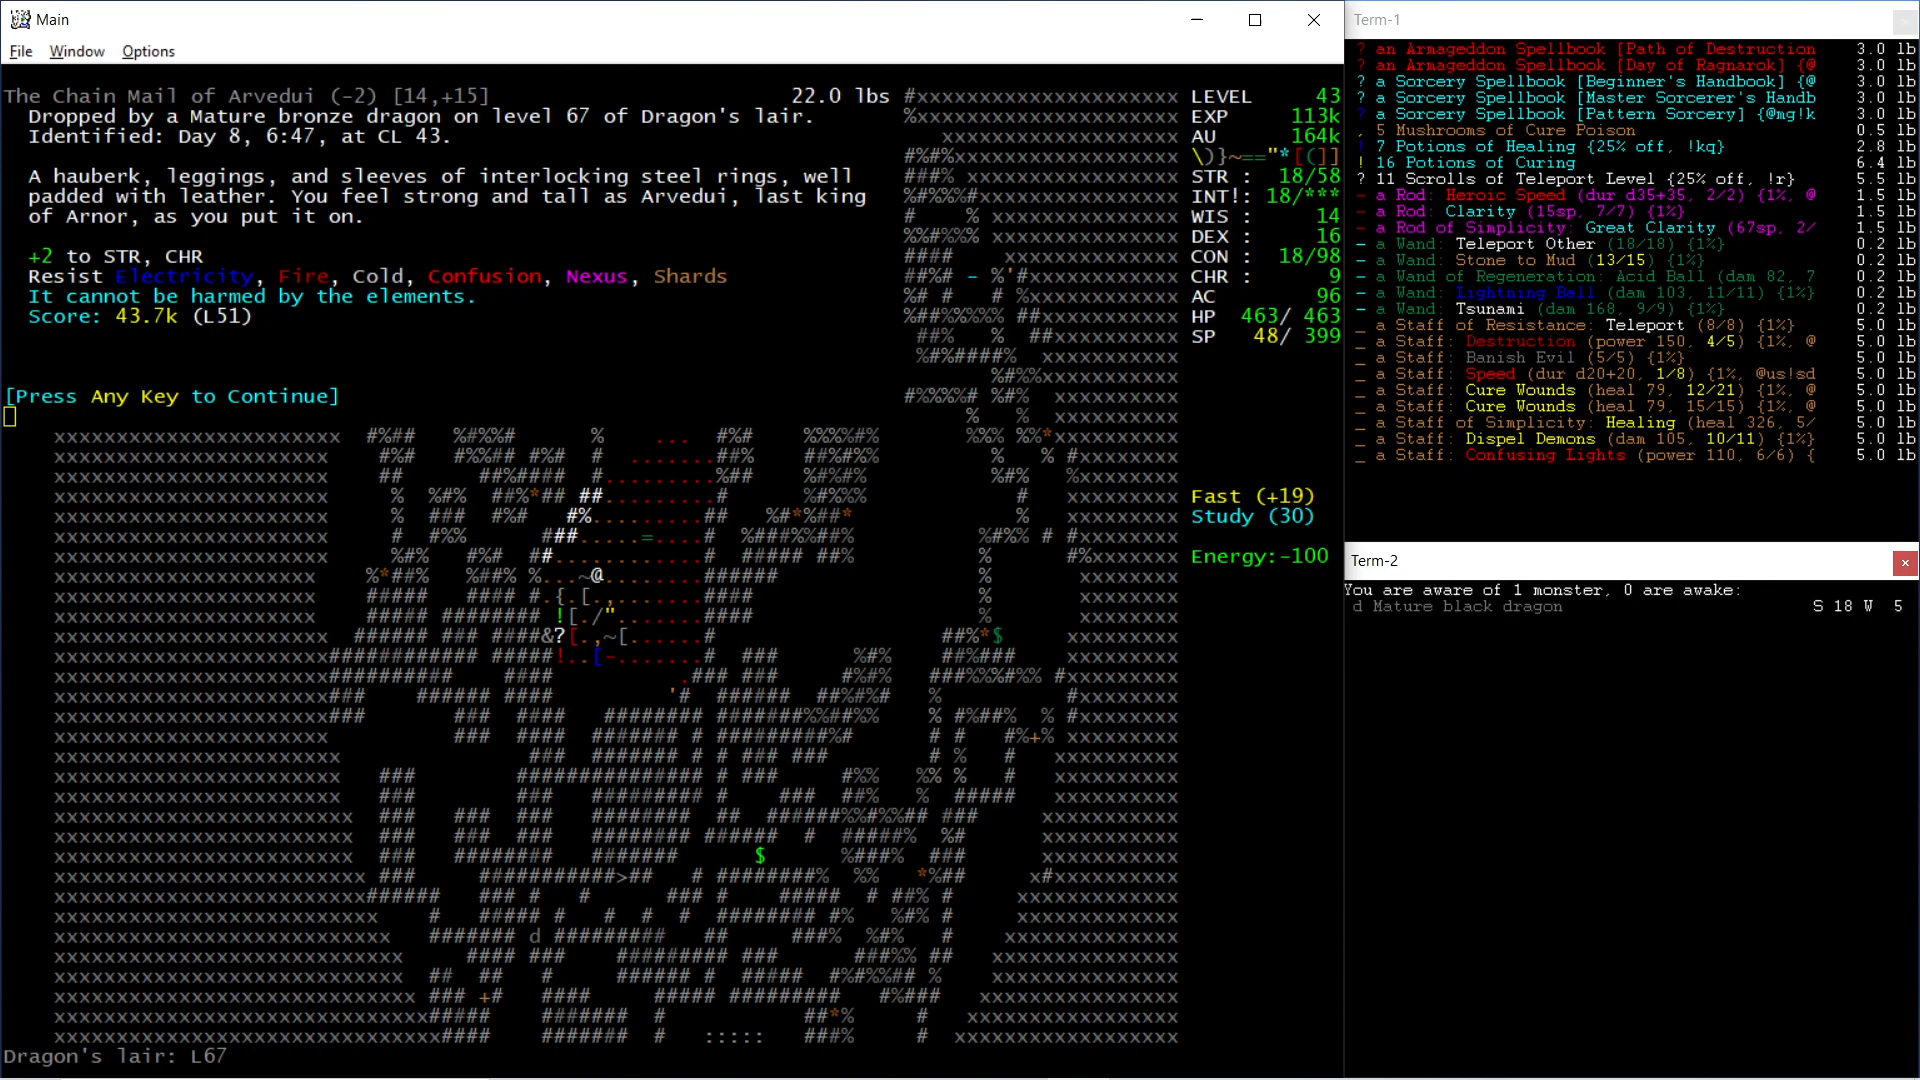 Main
File Window Options
The Chain Mail of Arvedui (-2) [14,+15] 22.0 lbs
Dropped by a Mature bronze dragon on level 67 of Dragon's lair.
Identified: Day 8, 6:47, at CL 43.
A hauberk, leggings, and sleeves of interlocking steel rings, well
padded with leather. You feel strong and tall as Arvedui, last king
of Arnor, as you put it on.
+2 to STR, CHR
Resist Electricity, Fire, Cold, Confusion, Nexus, Shards
It cannot be harmed by the elements.
Score: 43.7k (L51)
[Press Any Key to Continue]
LEVEL 43
EXP 113k
AU 164k
\)}~=="*[(]]
STR : 18/58
INT!: 18/***
WIS : 14
DEX : 16
CON : 18/98
CHR : 9
AC 96
HP 463/ 463
SP 48/ 399
Fast (+19)
Study (30)
Energy:-100
Dragon's lair: L67
Term-1
? an Armageddon Spellbook [Path of Destruction 3.0 lb
? an Armageddon Spellbook [Day of Ragnarok] {@ 3.0 lb
? a Sorcery Spellbook [Beginner's Handbook] {@ 3.0 lb
? a Sorcery Spellbook [Master Sorcerer's Handb 3.0 lb
? a Sorcery Spellbook [Pattern Sorcery] {@mg!k 3.0 lb
, 5 Mushrooms of Cure Poison 0.5 lb
! 7 Potions of Healing {25% off, !kq} 2.8 lb
! 16 Potions of Curing 6.4 lb
? 11 Scrolls of Teleport Level {25% off, !r} 5.5 lb
- a Rod: Heroic Speed (dur d35+35, 2/2) {1%, @ 1.5 lb
- a Rod: Clarity (15sp, 7/7) {1%} 1.5 lb
- a Rod of Simplicity: Great Clarity (67sp, 2/ 1.5 lb
- a Wand: Teleport Other (18/18) {1%} 0.2 lb
- a Wand: Stone to Mud (13/15) {1%} 0.2 lb
- a Wand of Regeneration: Acid Ball (dam 82, 7 0.2 lb
- a Wand: Lightning Ball (dam 103, 11/11) {1%} 0.2 lb
- a Wand: Tsunami (dam 168, 9/9) {1%} 0.2 lb
_ a Staff of Resistance: Teleport (8/8) {1%} 5.0 lb
_ a Staff: Destruction (power 150, 4/5) {1%, @ 5.0 lb
_ a Staff: Banish Evil (5/5) {1%} 5.0 lb
_ a Staff: Speed (dur d20+20, 1/8) {1%, @us!sd 5.0 lb
_ a Staff: Cure Wounds (heal 79, 12/21) {1%, @ 5.0 lb
_ a Staff: Cure Wounds (heal 79, 15/15) {1%, @ 5.0 lb
_ a Staff of Simplicity: Healing (heal 326, 5/ 5.0 lb
_ a Staff: Dispel Demons (dam 105, 10/11) {1%} 5.0 lb
_ a Staff: Confusing Lights (power 110, 6/6) { 5.0 lb
Term-2
You are aware of 1 monster, 0 are awake:
d Mature black dragon S 18 W 5